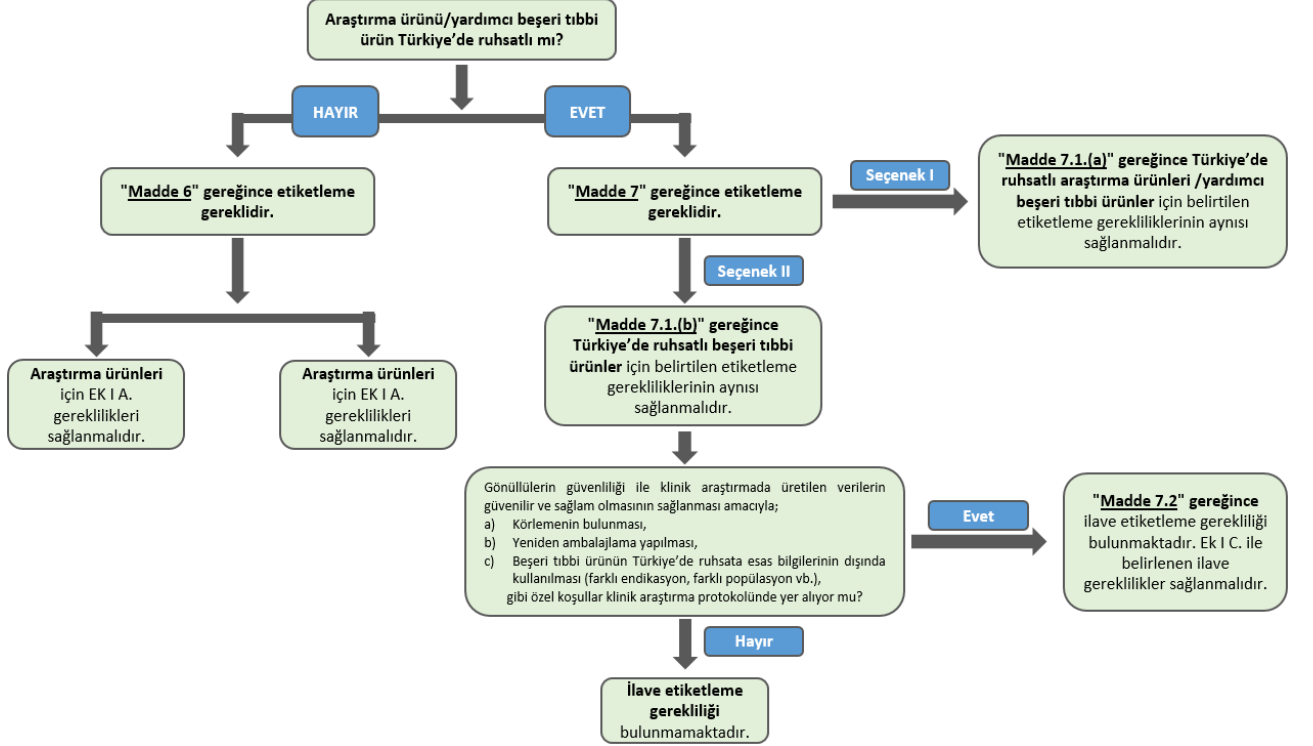 Araştırma ürünü/yardımcı beşeri tıbbi
ürün Türkiye'de ruhsatlı mı?
HAYIR
EVET
"Madde 6" gereğince etiketleme
gereklidir.
"Madde 7" gereğince etiketleme
gereklidir.
Seçenek I
"Madde 7.1.(a)" gereğince Türkiye'de
ruhsatlı araştırma ürünleri /yardımcı
beşeri tıbbi ürünler için belirtilen
etiketleme gerekliliklerinin aynısı
sağlanmalıdır.
Seçenek II
"Madde 7.1.(b)" gereğince
Türkiye'de ruhsatlı beşeri tıbbi
ürünler için belirtilen etiketleme
gerekliliklerinin aynısı
sağlanmalıdır.
Araştırma ürünleri
için EK I A.
gereklilikleri
sağlanmalıdır.
Araştırma ürünleri
için EK I A.
gereklilikleri
sağlanmalıdır.
Gönüllülerin güvenliliği ile klinik araştırmada üretilen verilerin
güvenilir ve sağlam olmasının sağlanması amacıyla;
a) Körlemenin bulunması,
b) Yeniden ambalajlama yapılması,
c) Beşeri tıbbi ürünün Türkiye'de ruhsata esas bilgilerinin dışında
kullanılması (farklı endikasyon, farklı popülasyon vb.),
gibi özel koşullar klinik araştırma protokolünde yer alıyor mu?
Evet
"Madde 7.2" gereğince
ilave etiketleme gerekliliği
bulunmaktadır. Ek I C. ile
belirlenen ilave
gereklilikler sağlanmalıdır.
Hayır
İlave etiketleme
gerekliliği
bulunmamaktadır.